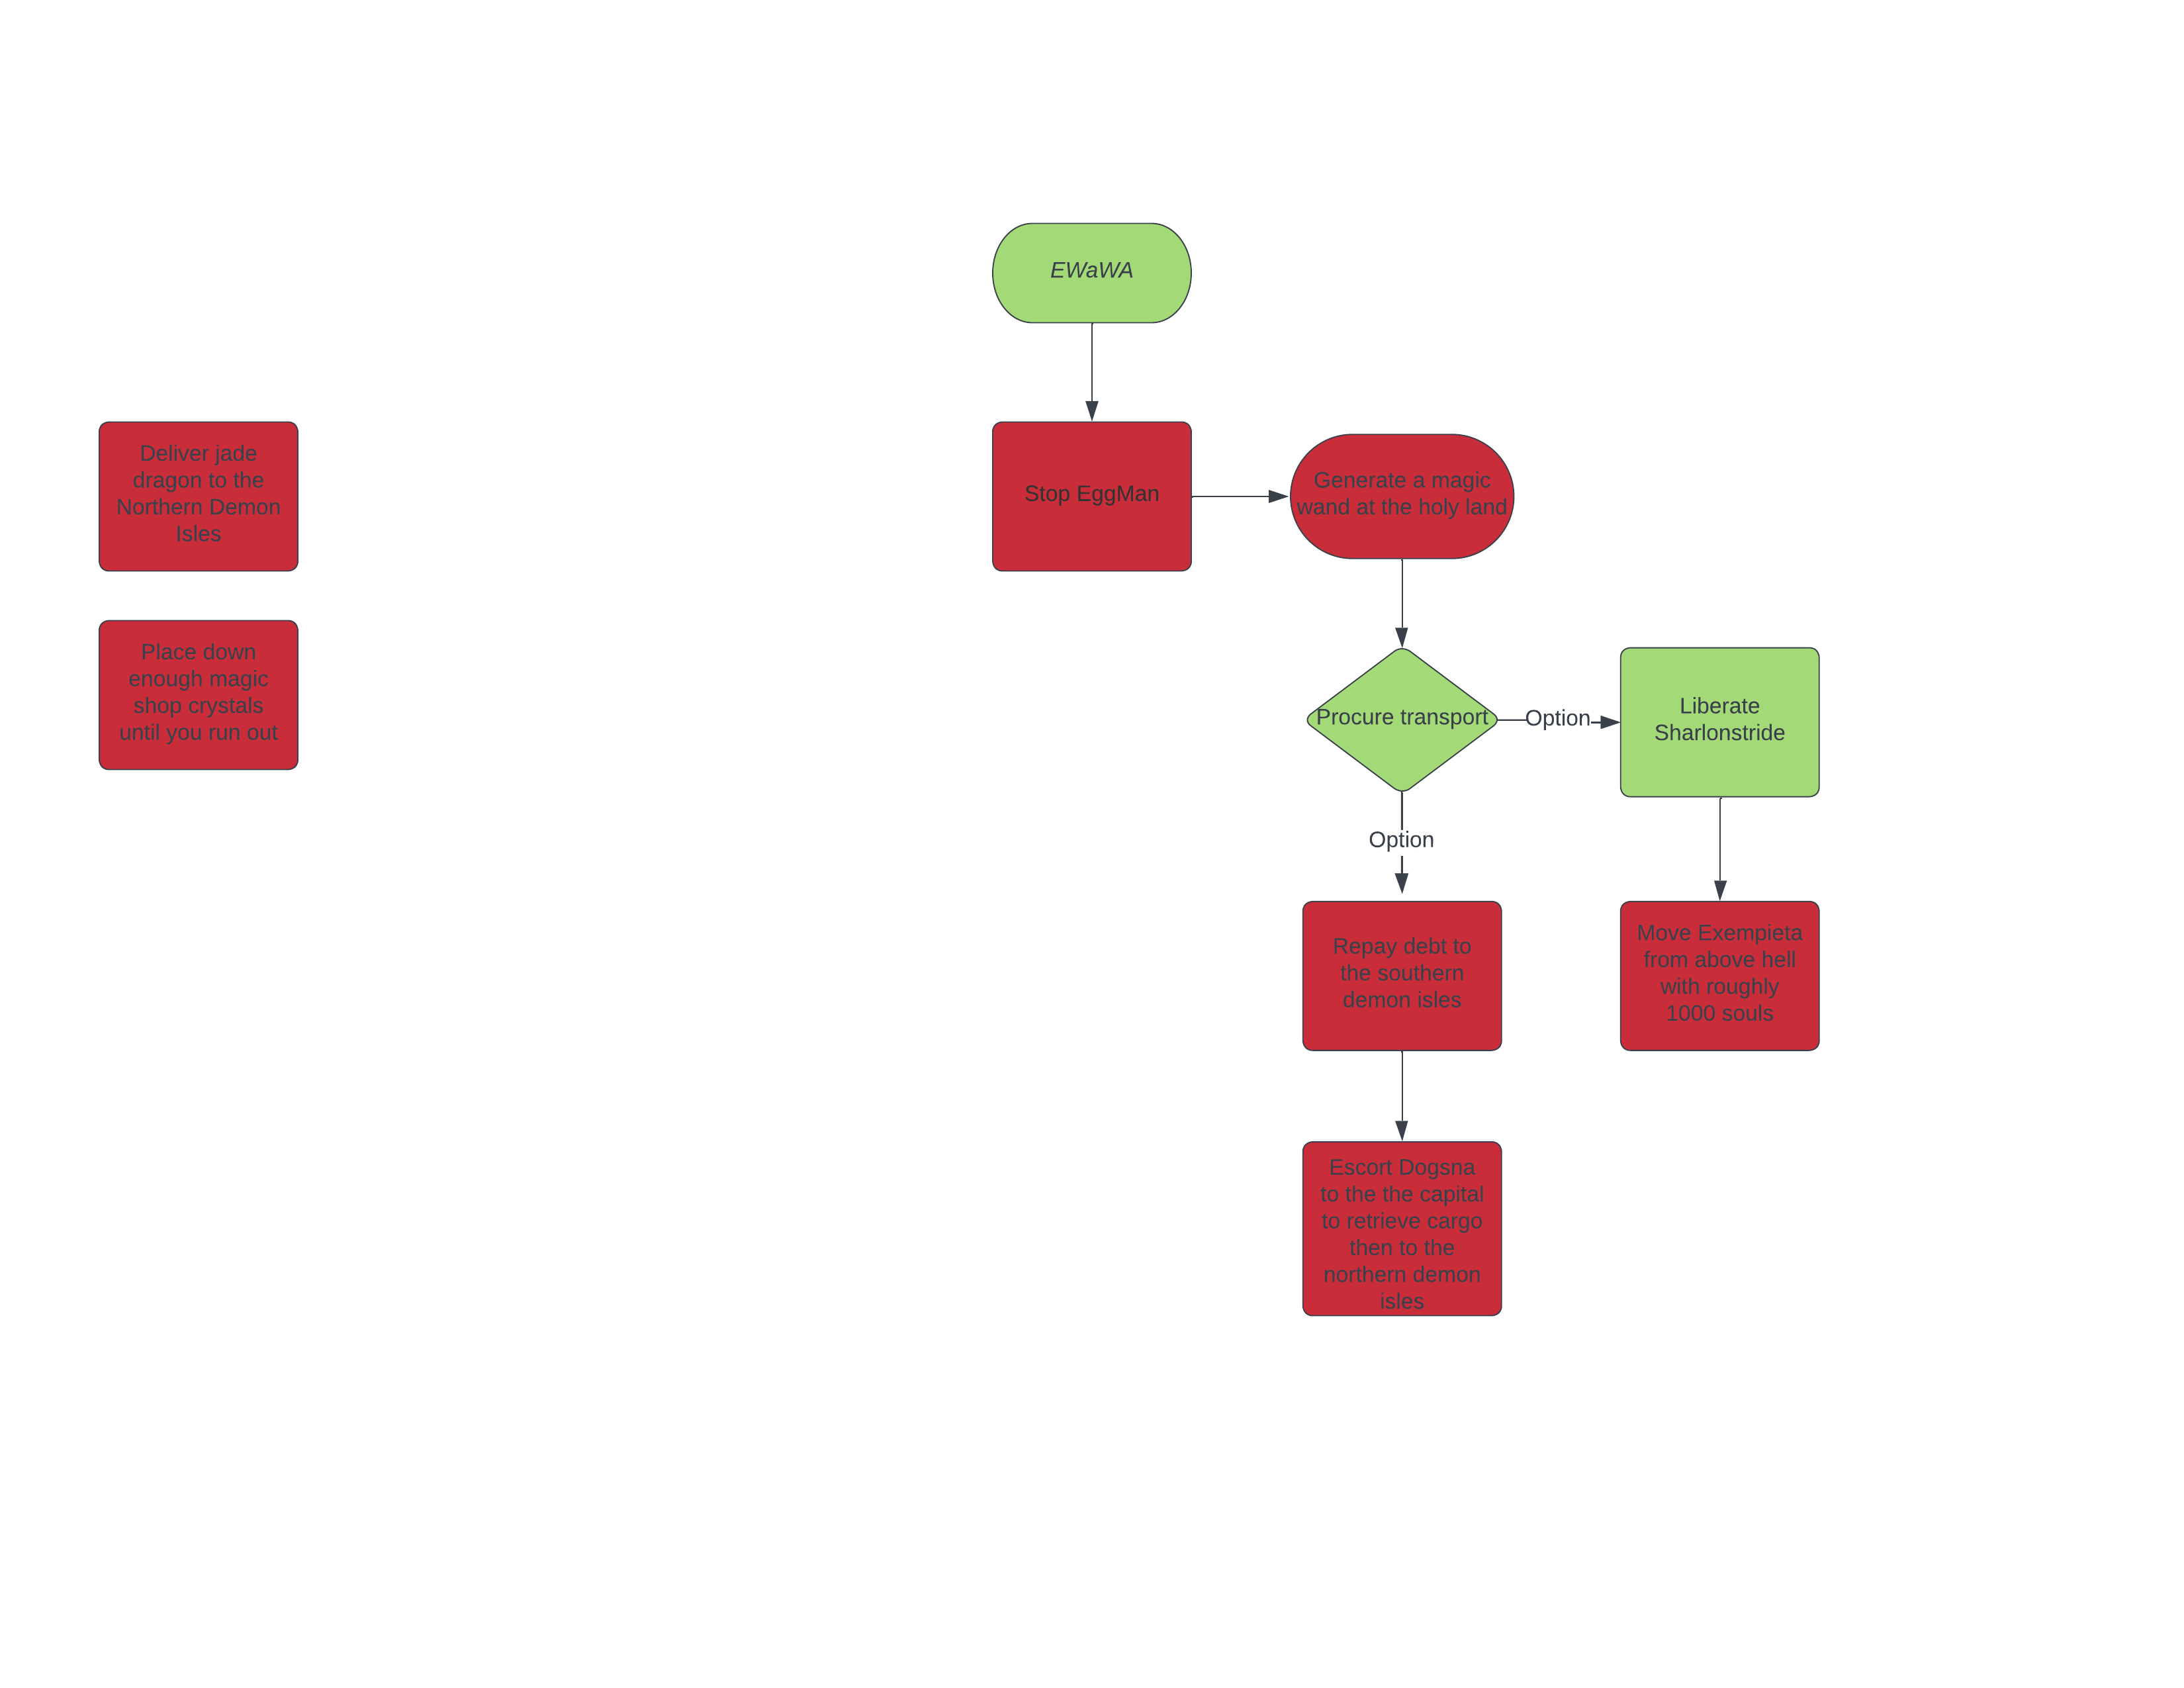 EWaWA
Deliver jade
dragon to the
Northern Demon
Isles
Stop EggMan
Generate a magic
wand at the holy land
Place down
enough magic
shop crystals
until you run out
Procure transport
Option
Liberate
Sharlonstride
Option
Repay debt to
the southern
demon isles
Move Exempieta
from above hell
with roughly
1000 souls
Escort Dogsna
to the the capital
to retrieve cargo
then to the
northern demon
isles